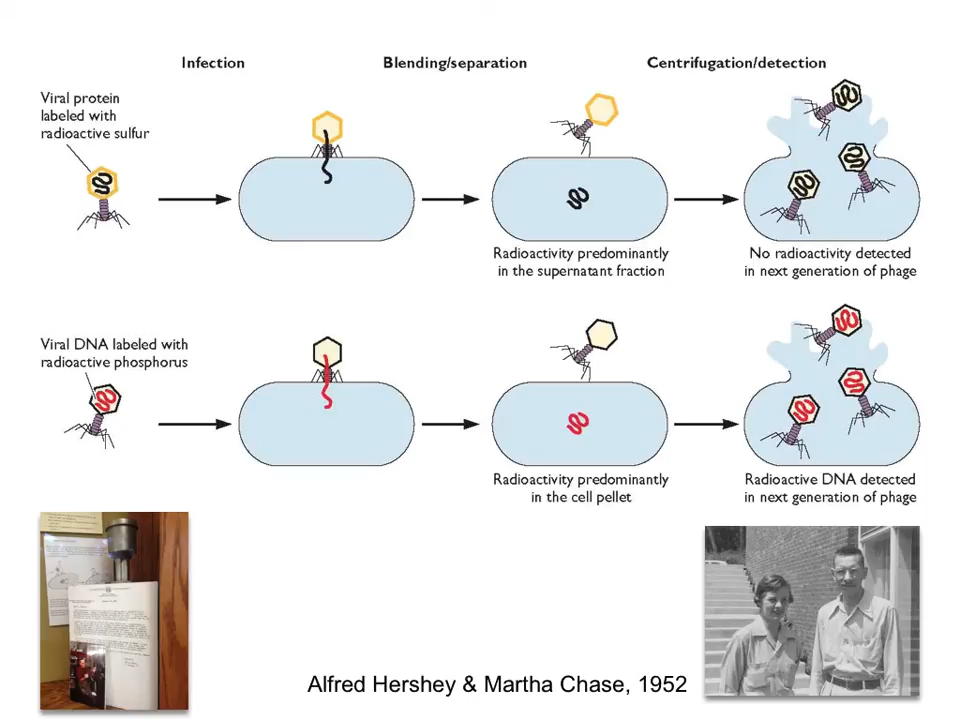 Infection
Blending/separation
Centrifugation/detection
Viral protein
labeled with
radioactive sulfur
Radioactivity predominantly
in the supernatant fraction
No radioactivity detected
in next generation of phage
Viral DNA labeled with
radioactive phosphorus
Radioactivity predominantly
in the cell pellet
Radioactive DNA detected
in next generation of phage
Alfred Hershey & Martha Chase, 1952